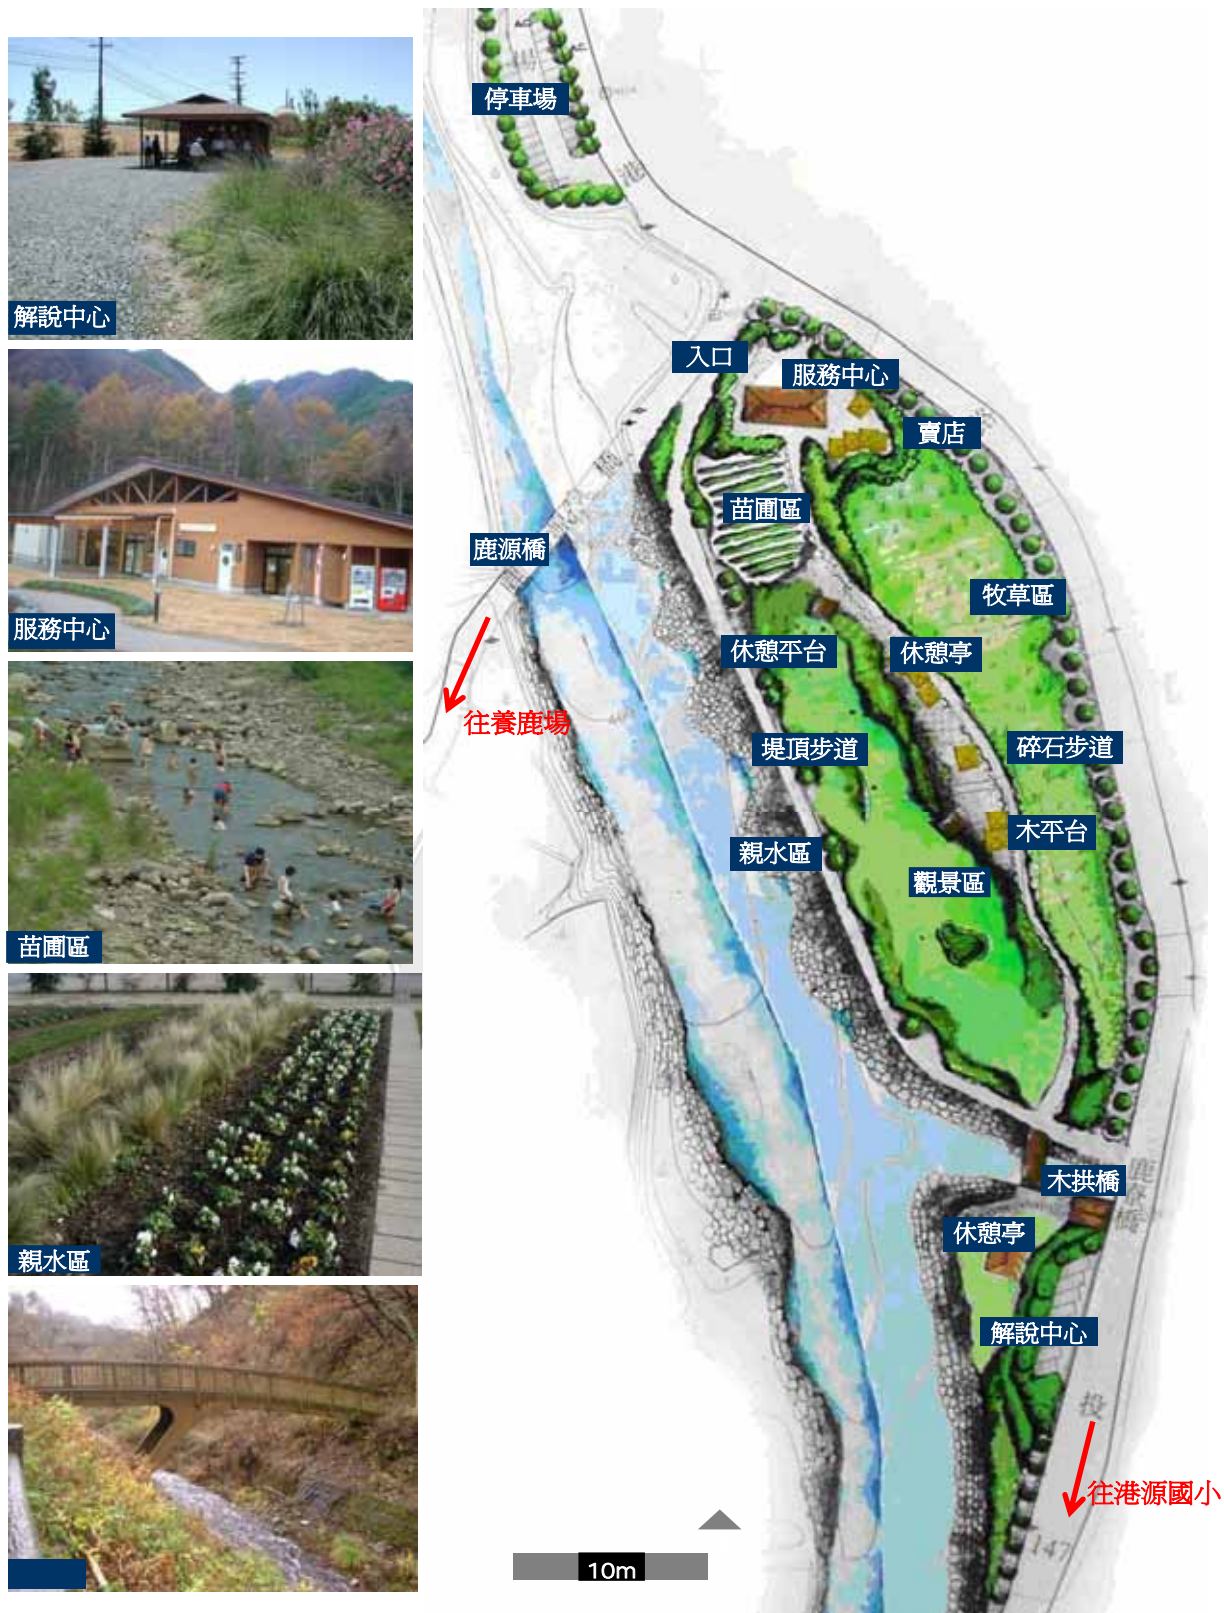 解說中心
服務中心
苗圃區
親水區
停車場
港
入口
服務中心
賣店
橋
苗圃區
鹿源橋
牧草區
休憩平台
休憩亭
往養鹿場
堤頂步道
碎石步道
木平台
親水區
觀景區
木拱橋
休憩亭
解說中心
投
往港源國小
147
10m